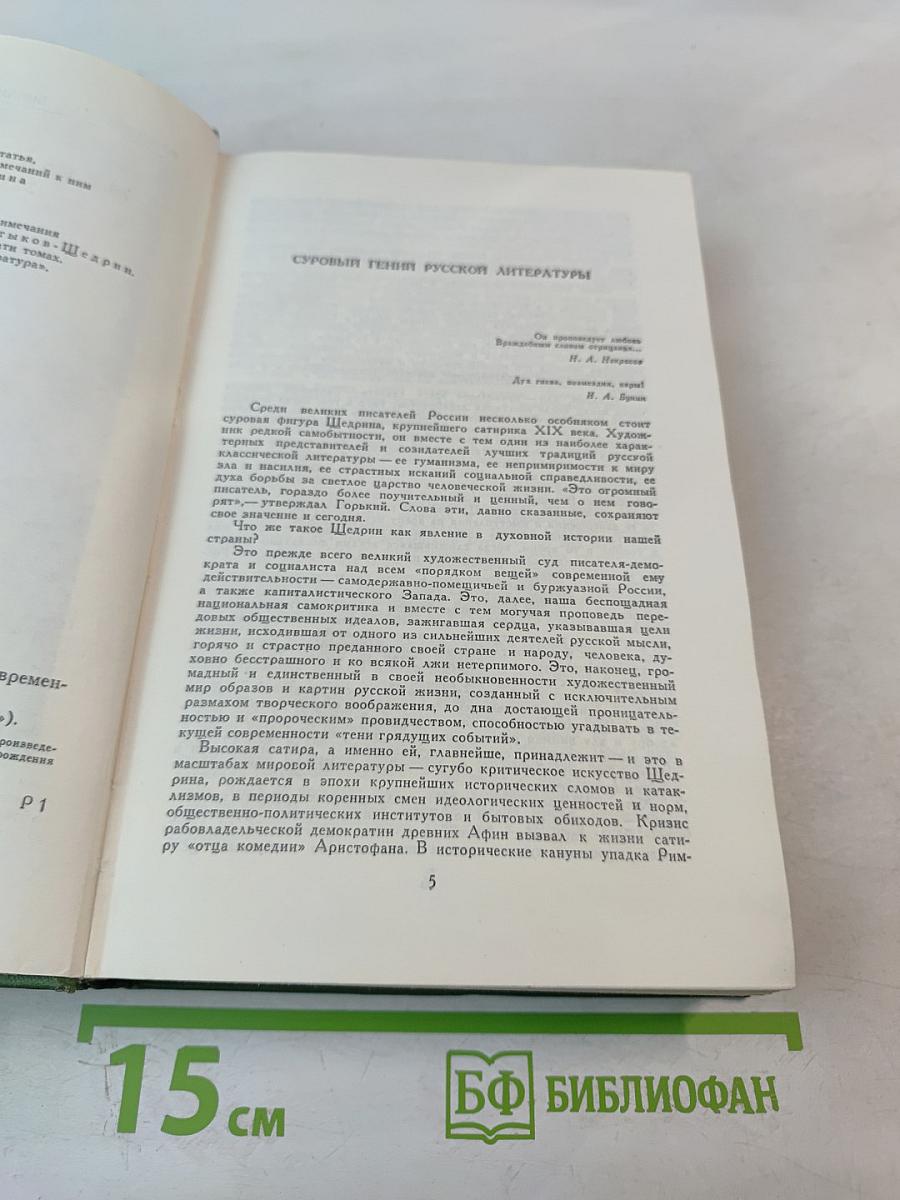 татья,
мечаний к ним
ина
имечания
тыков-Щедрин.
ати томах.
ратура».
времен-
»).
роизведе-
рождения
Р 1
СУРОВЫЙ ГЕНИЙ РУССКОЙ ЛИТЕРАТУРЫ
Он проповедует любовь
Враждебным словом отрицанья...
Н. А. Некрасов
Дух гнева, возмездия, кары!
И. А. Бунин
Среди великих писателей России несколько особняком стоит
суровая фигура Щедрина, крупнейшего сатирика XIX века. Худож-
ник редкой самобытности, он вместе с тем один из наиболее харак-
терных представителей и созидателей лучших традиций русской
классической литературы — ее гуманизма, ее непримиримости к миру
зла и насилия, ее страстных исканий социальной справедливости, ее
духа борьбы за светлое царство человеческой жизни. «Это огромный
писатель, гораздо более поучительный и ценный, чем о нем гово-
рят»,— утверждал Горький. Слова эти, давно сказанные, сохраняют
свое значение и сегодня.
Что же такое Щедрин как явление в духовной истории нашей
страны?
Это прежде всего великий художественный суд писателя-демо-
крата и социалиста над всем «порядком вещей» современной ему
действительности — самодержавно-помещичьей и буржуазной России,
а также капиталистического Запада. Это, далее, наша беспощадная
национальная самокритика и вместе с тем могучая проповедь пере-
довых общественных идеалов, зажигавшая сердца, указывавшая цели
жизни, исходившая от одного из сильнейших деятелей русской мысли,
горячо и страстно преданного своей стране и народу, человека, ду-
ховно бесстрашного и ко всякой лжи нетерпимого. Это, наконец, гро-
мадный и единственный в своей необыкновенности художественный
мир образов и картин русской жизни, созданный с исключительным
размахом творческого воображения, до дна достающей проницатель-
ностью и «пророческим» провидчеством, способностью угадывать в те-
кущей современности «тени грядущих событий».
Высокая сатира, а именно ей, главнейше, принадлежит — и это в
масштабах мировой литературы — сугубо критическое искусство Щед-
рина, рождается в эпохи крупнейших исторических сломов и катак-
лизмов, в периоды коренных смен идеологических ценностей и норм,
общественно-политических институтов и бытовых обиходов. Кризис
рабовладельческой демократии древних Афин вызвал к жизни сати-
ру «отца комедии» Аристофана. В исторические кануны упадка Рим-
5
15 см
БФ БИБЛИОФАН